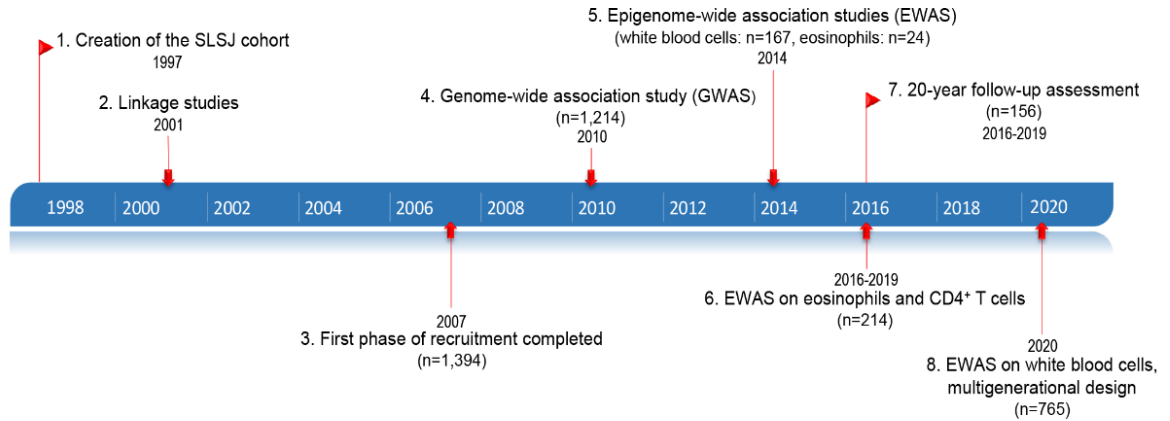 1. Creation of the SLSJ cohort
1997
2. Linkage studies
2001
4. Genome-wide association study (GWAS)
(n=1,214)
2010
5. Epigenome-wide association studies (EWAS)
(white blood cells: n=167, eosinophils: n=24)
2014
7. 20-year follow-up assessment
(n=156)
2016-2019
1998 2000 2002 2004 2006 2008 2010 2012 2014 2016 2018 2020
2007
3. First phase of recruitment completed
(n=1,394)
2016-2019
6. EWAS on eosinophils and CD4⁺ T cells
(n=214)
2020
8. EWAS on white blood cells,
multigenerational design
(n=765)